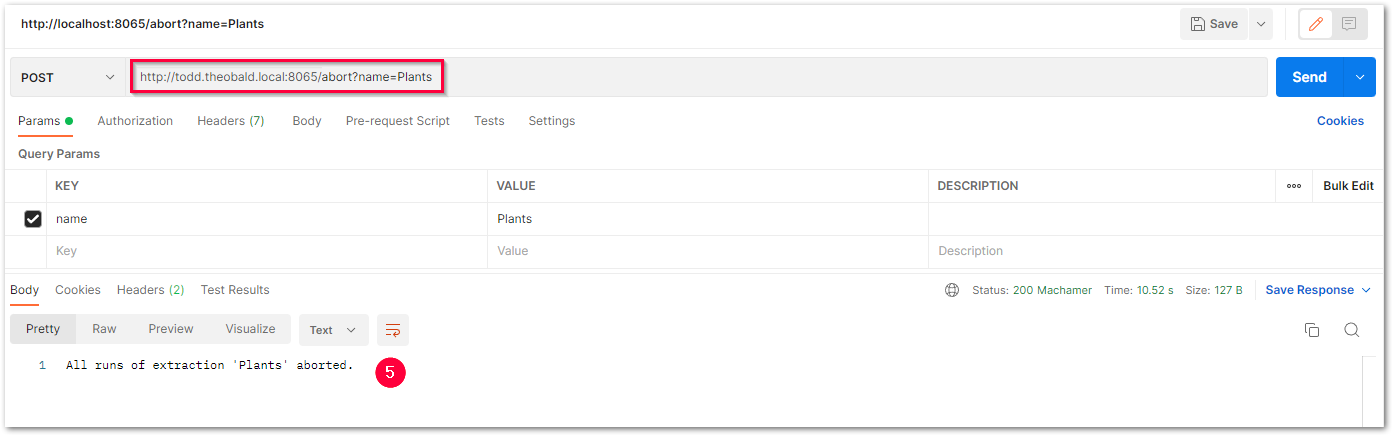 http://localhost:8065/abort?name=Plants Save
POST http://todd.theobald.local:8065/abort?name=Plants Send
Params Authorization Headers (7) Body Pre-request Script Tests Settings Cookies
Query Params
KEY VALUE DESCRIPTION ooo Bulk Edit
name Plants
Key Value Description
Body Cookies Headers (2) Test Results Status: 200 Machamer Time: 10.52 s Size: 127 B Save Response
Pretty Raw Preview Visualize Text
1 All runs of extraction 'Plants' aborted. 5